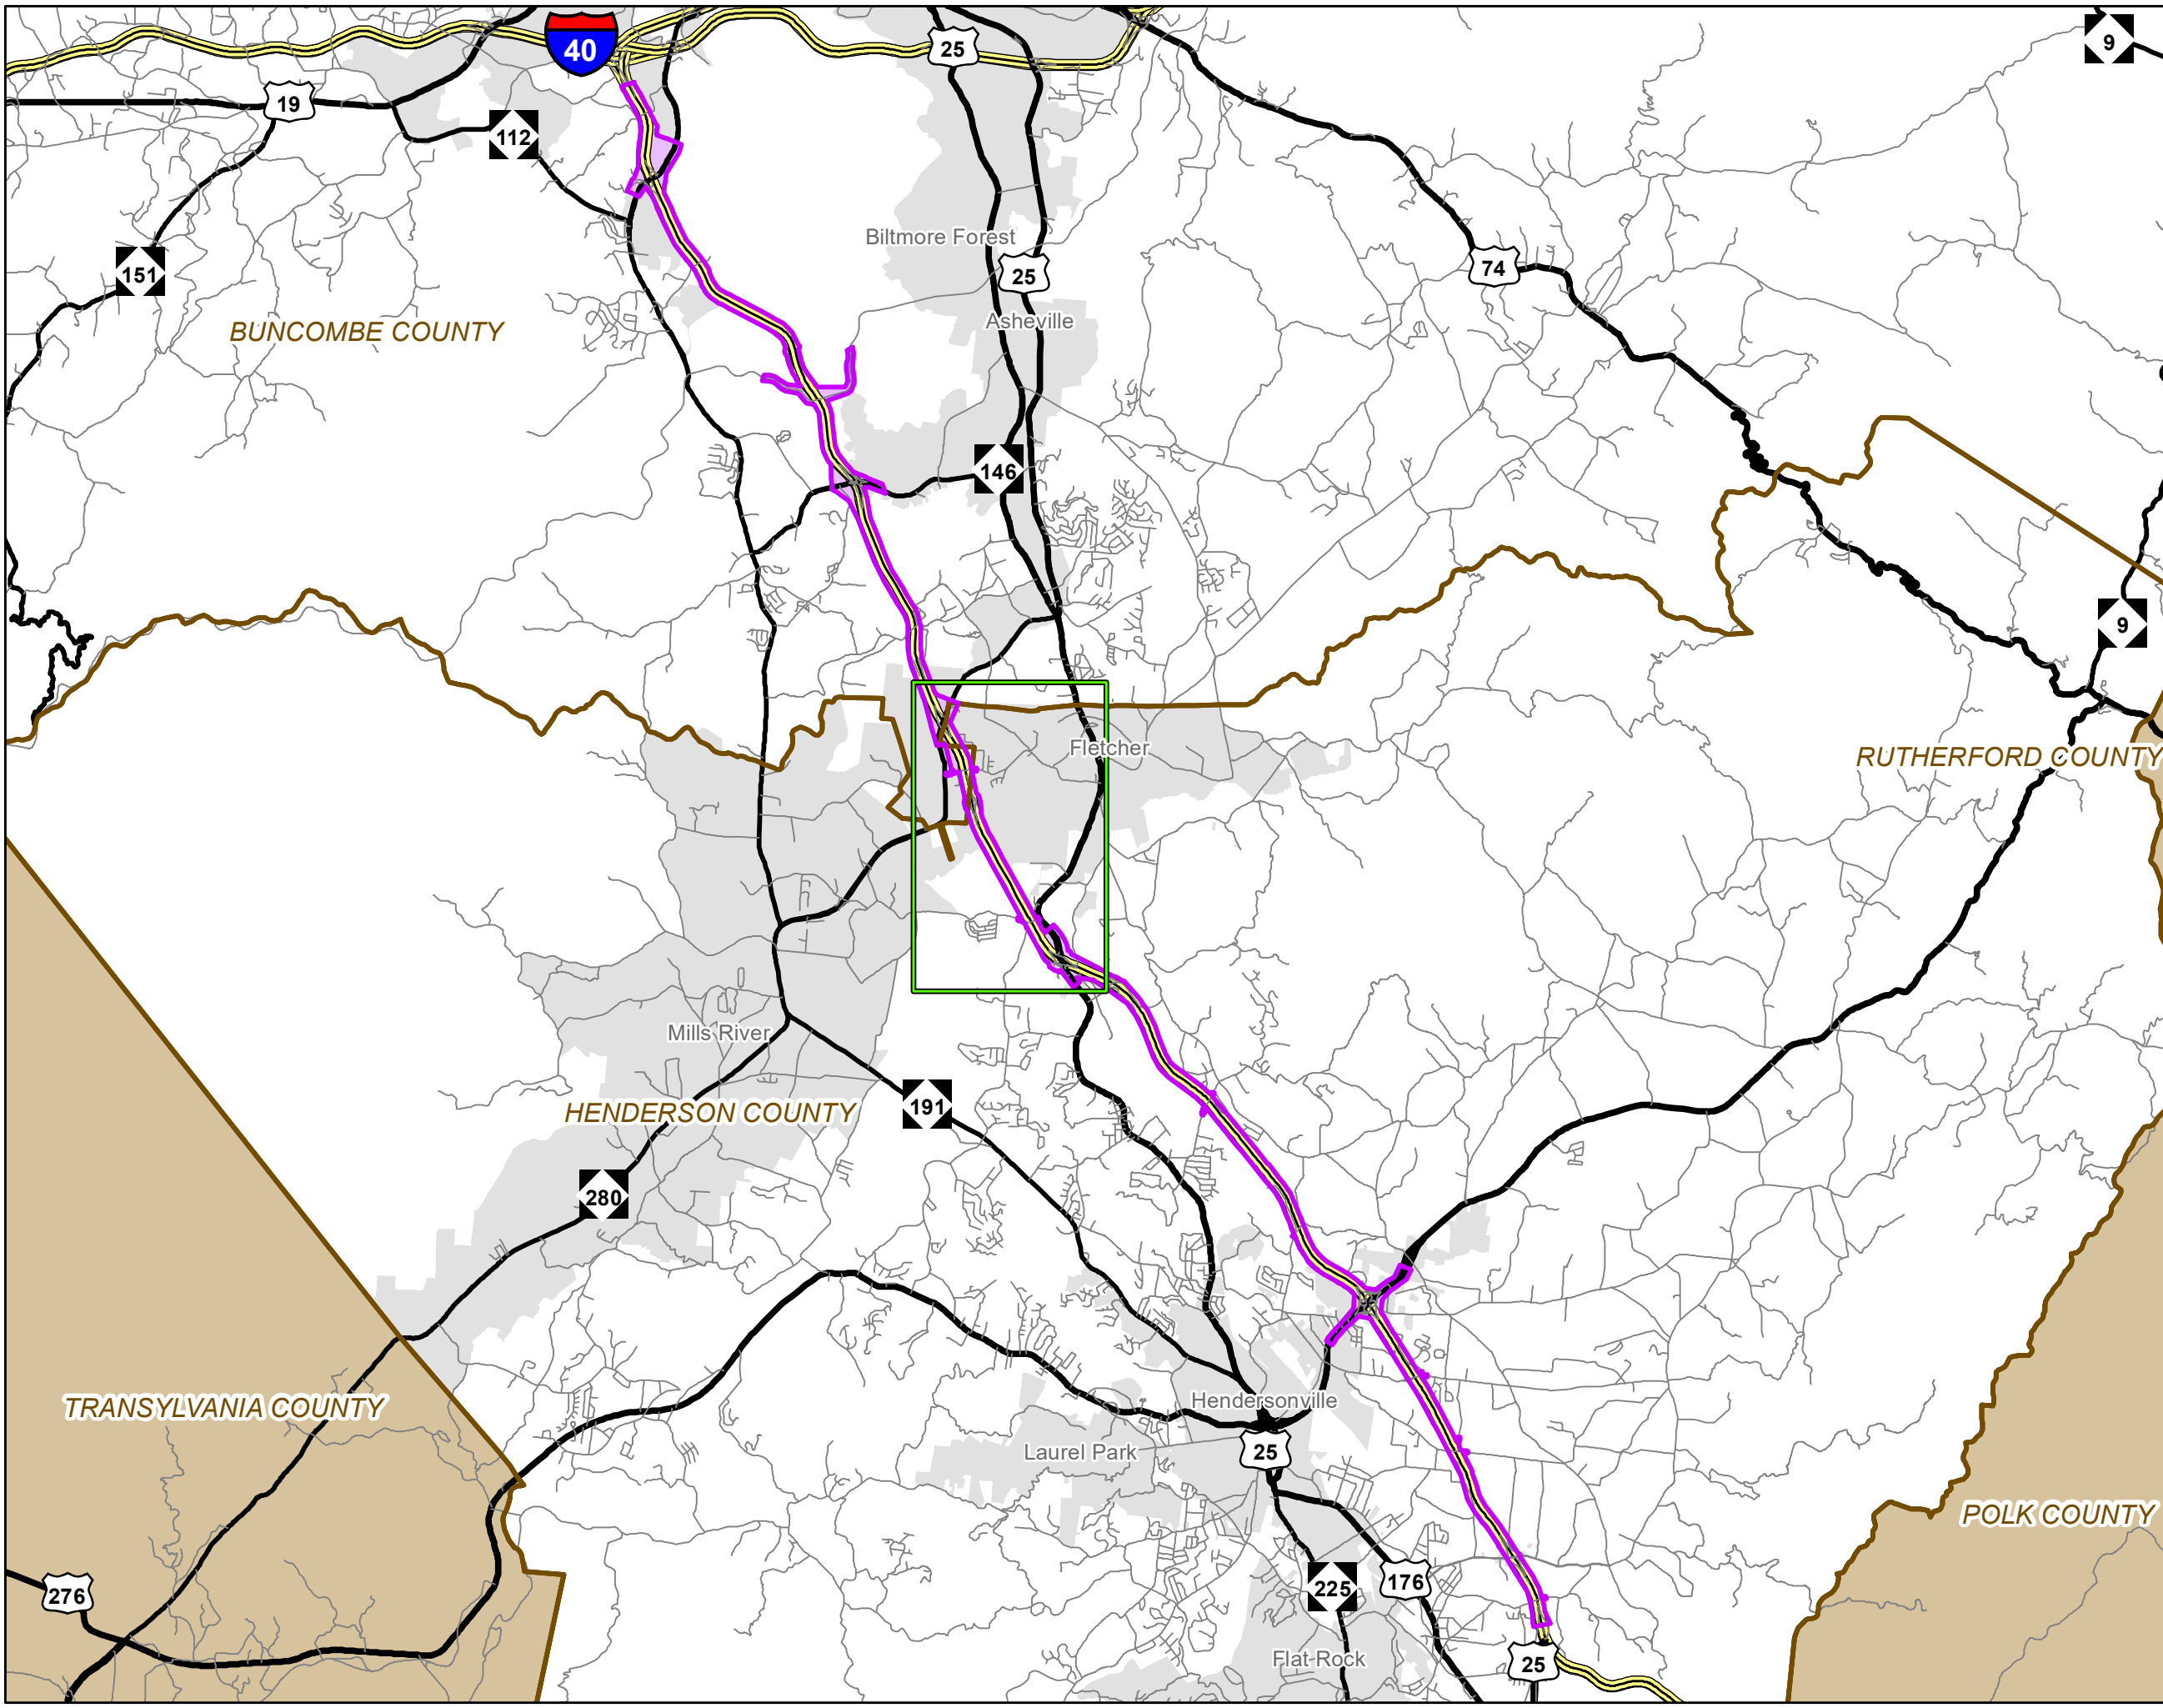 9
40
25
19
112
Biltmore Forest
151
25
74
Asheville
BUNCOMBE COUNTY
146
9
Fletcher
RUTHERFORD COUNTY
Mills River
191
HENDERSON COUNTY
280
Hendersonville
TRANSYLVANIA COUNTY
25
Laurel Park
POLK COUNTY
276
225
176
Flat Rock
25